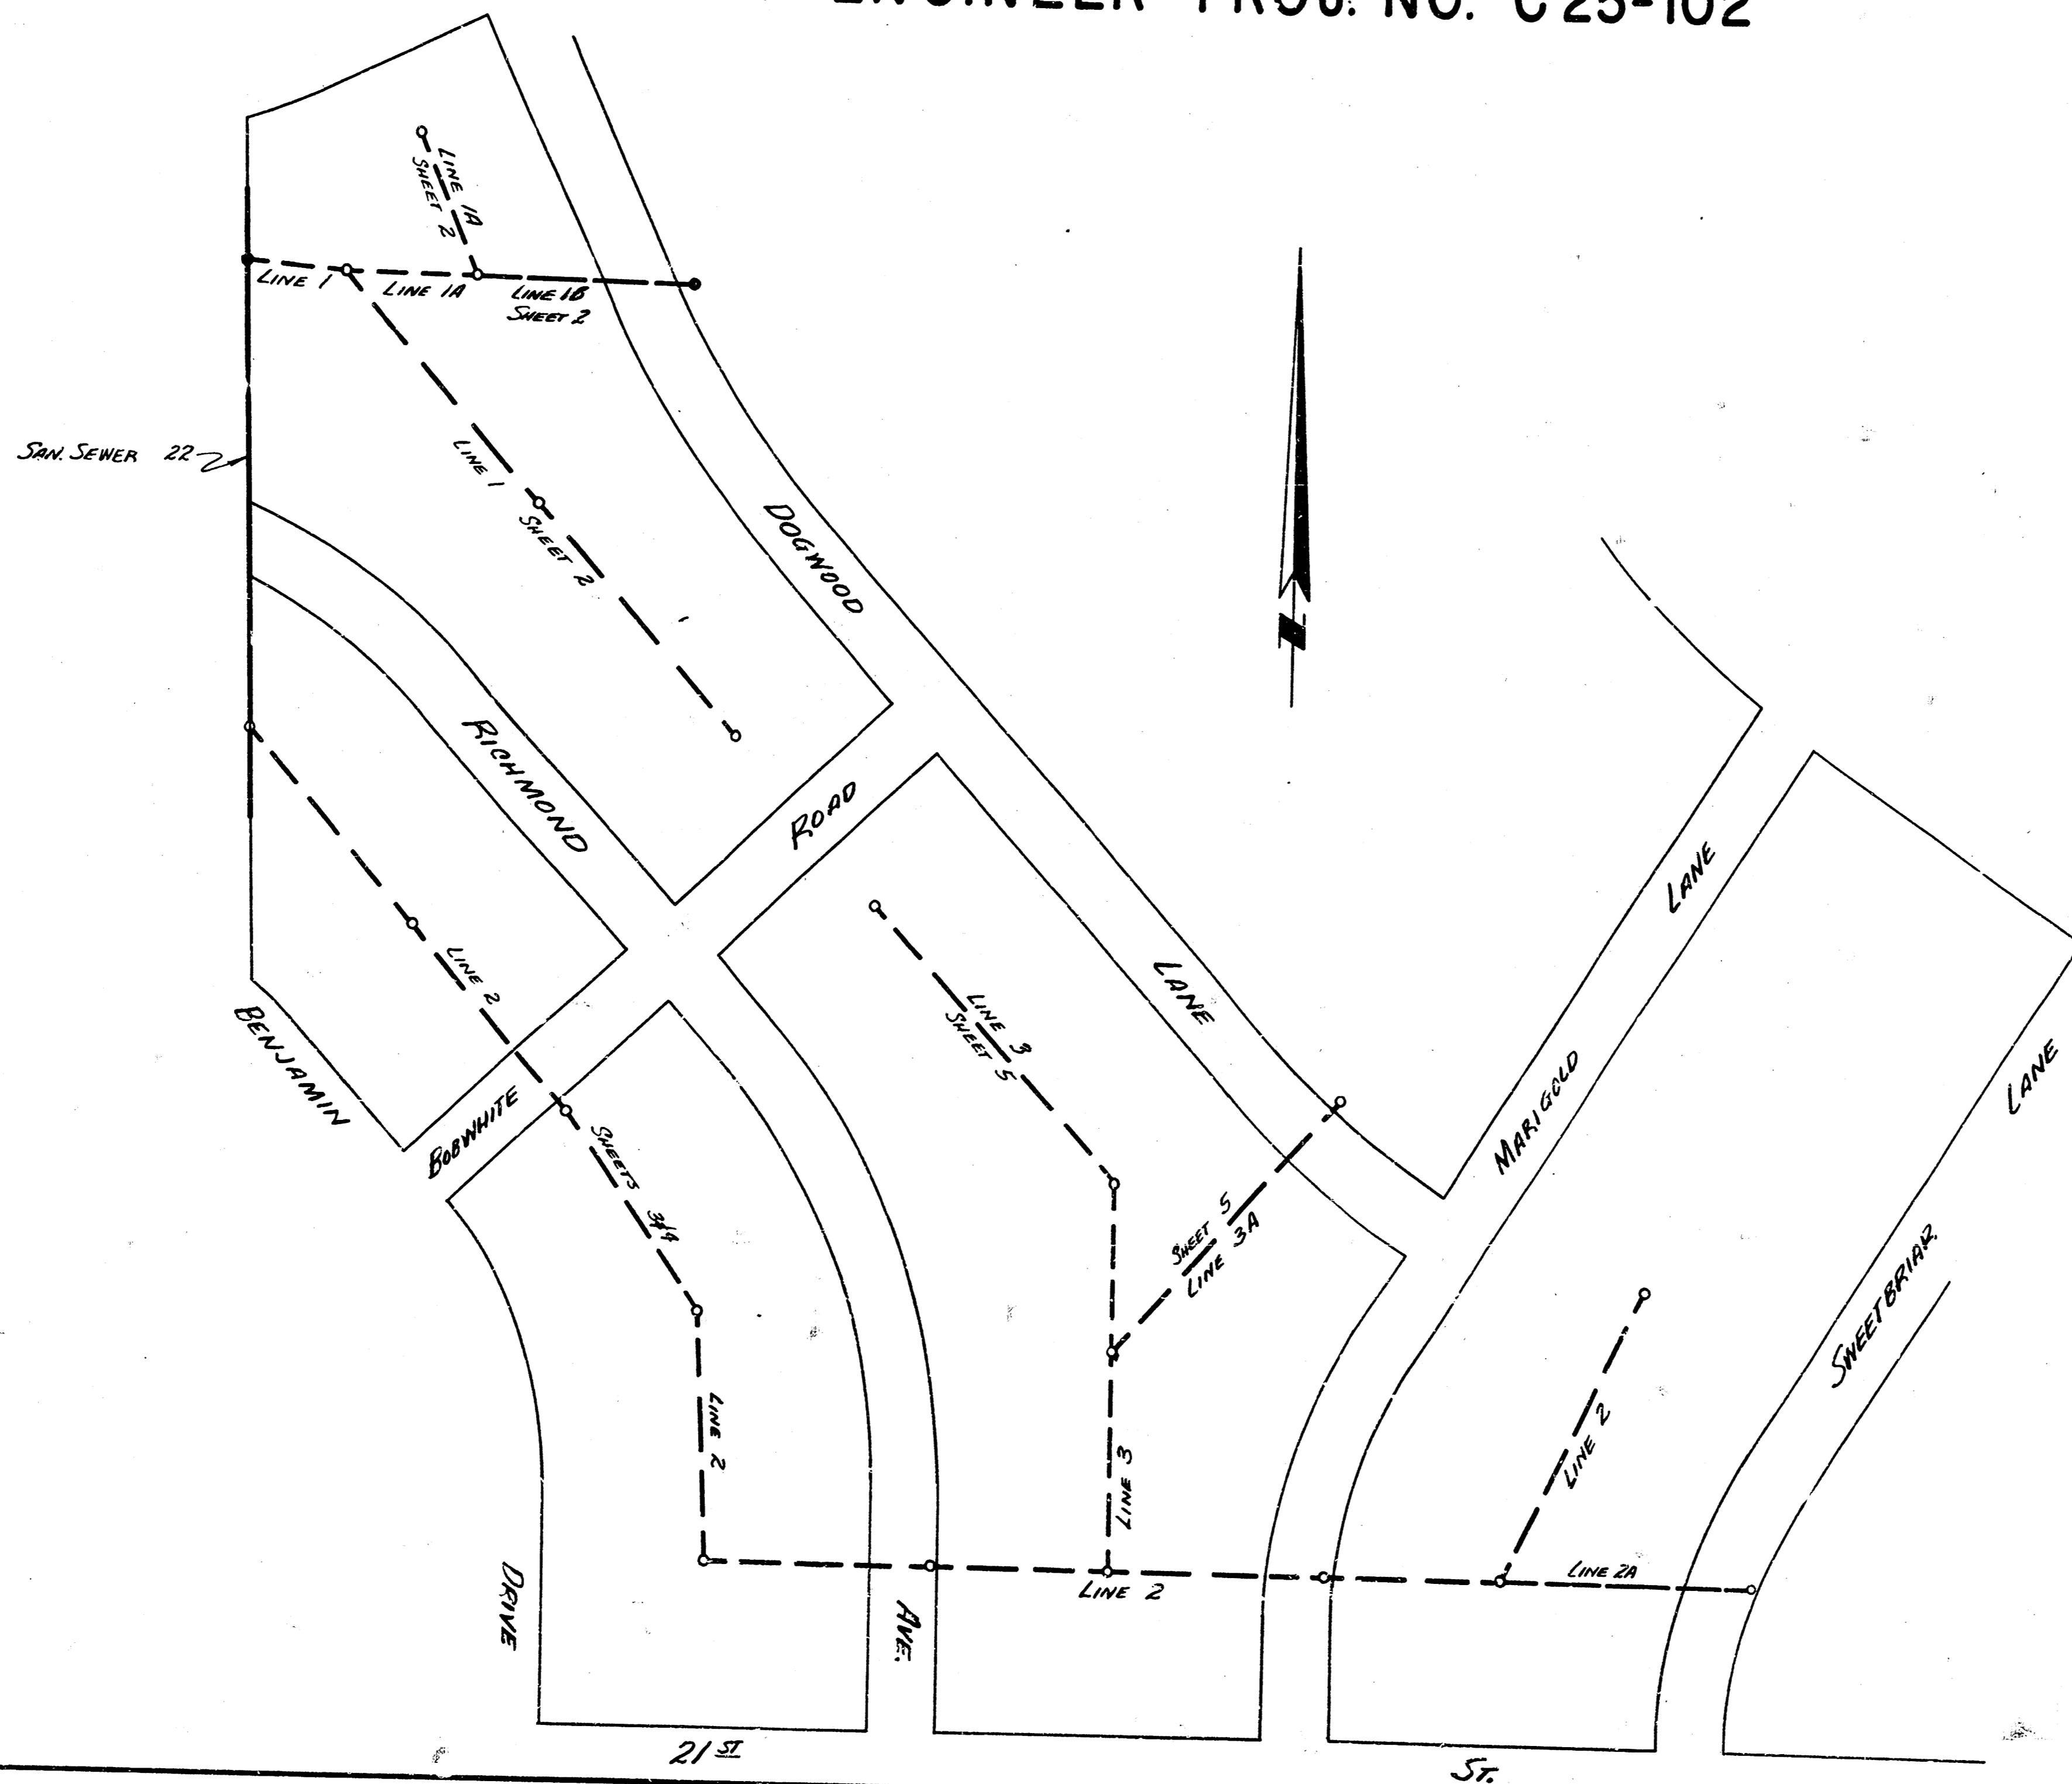 ENGINEER PROJ. NO. C25-102
LINE 1A
SHEET 2
LINE 1
LINE 1A
LINE 1B
SHEET 2
SAN. SEWER 22
LINE 1
SHEET 2
DOGWOOD
N
RICHMOND
ROAD
LANE
LINE 2
LANE
LINE 3
SHEET 5
BENJAMIN
BOBWHITE
MARIGOLD
LANE
SHEETS 3&4
SHEET 5
LINE 3A
SWEETBRIAR
LINE 2
LINE 3
LINE 2
LINE 2A
LINE 2
DRIVE
AVE.
21ST
ST.